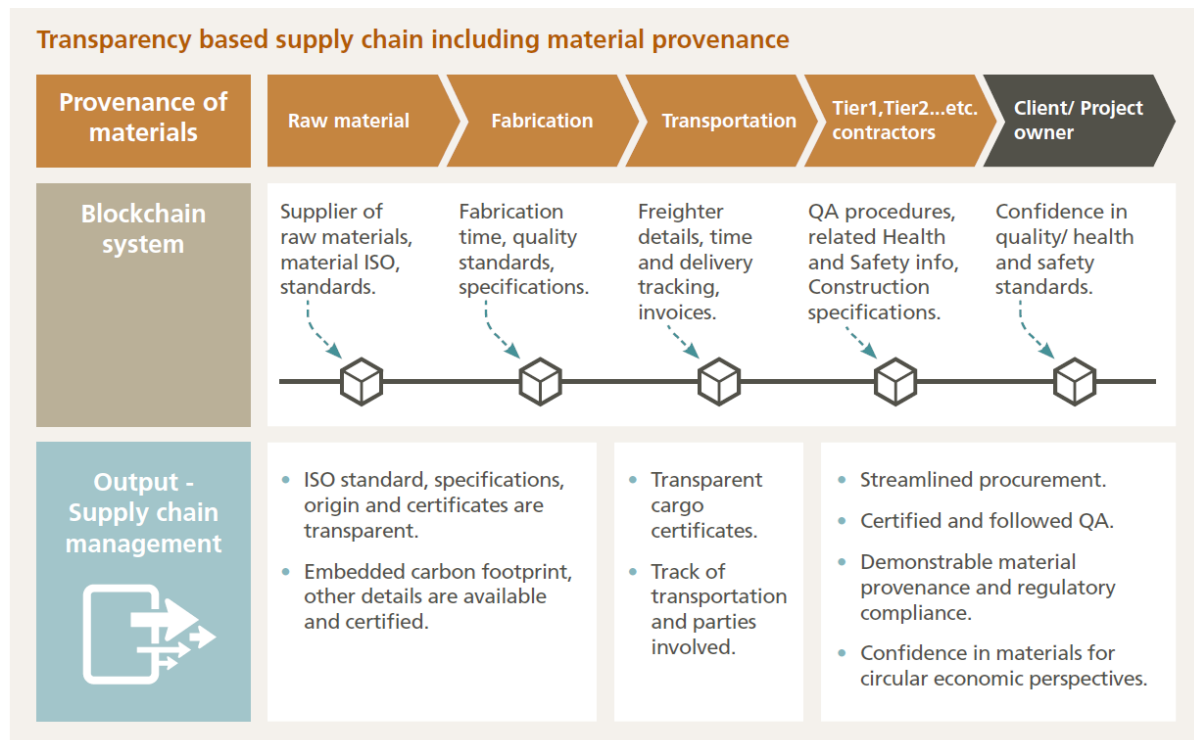 Transparency based supply chain including material provenance
Provenance of
materials
Raw material
Fabrication
Transportation
Tier1,Tier2...etc.
contractors
Client/ Project
owner
Blockchain
system
Supplier of
raw materials,
material ISO,
standards.
Fabrication
time, quality
standards,
specifications.
Freighter
details, time
and delivery
tracking,
invoices.
QA procedures,
related Health
and Safety info,
Construction
specifications.
Confidence in
quality/ health
and safety
standards.
Output -
Supply chain
management
• ISO standard, specifications,
origin and certificates are
transparent.
• Embedded carbon footprint,
other details are available
and certified.
• Transparent
cargo
certificates.
• Track of
transportation
and parties
involved.
• Streamlined procurement.
• Certified and followed QA.
• Demonstrable material
provenance and regulatory
compliance.
• Confidence in materials for
circular economic perspectives.